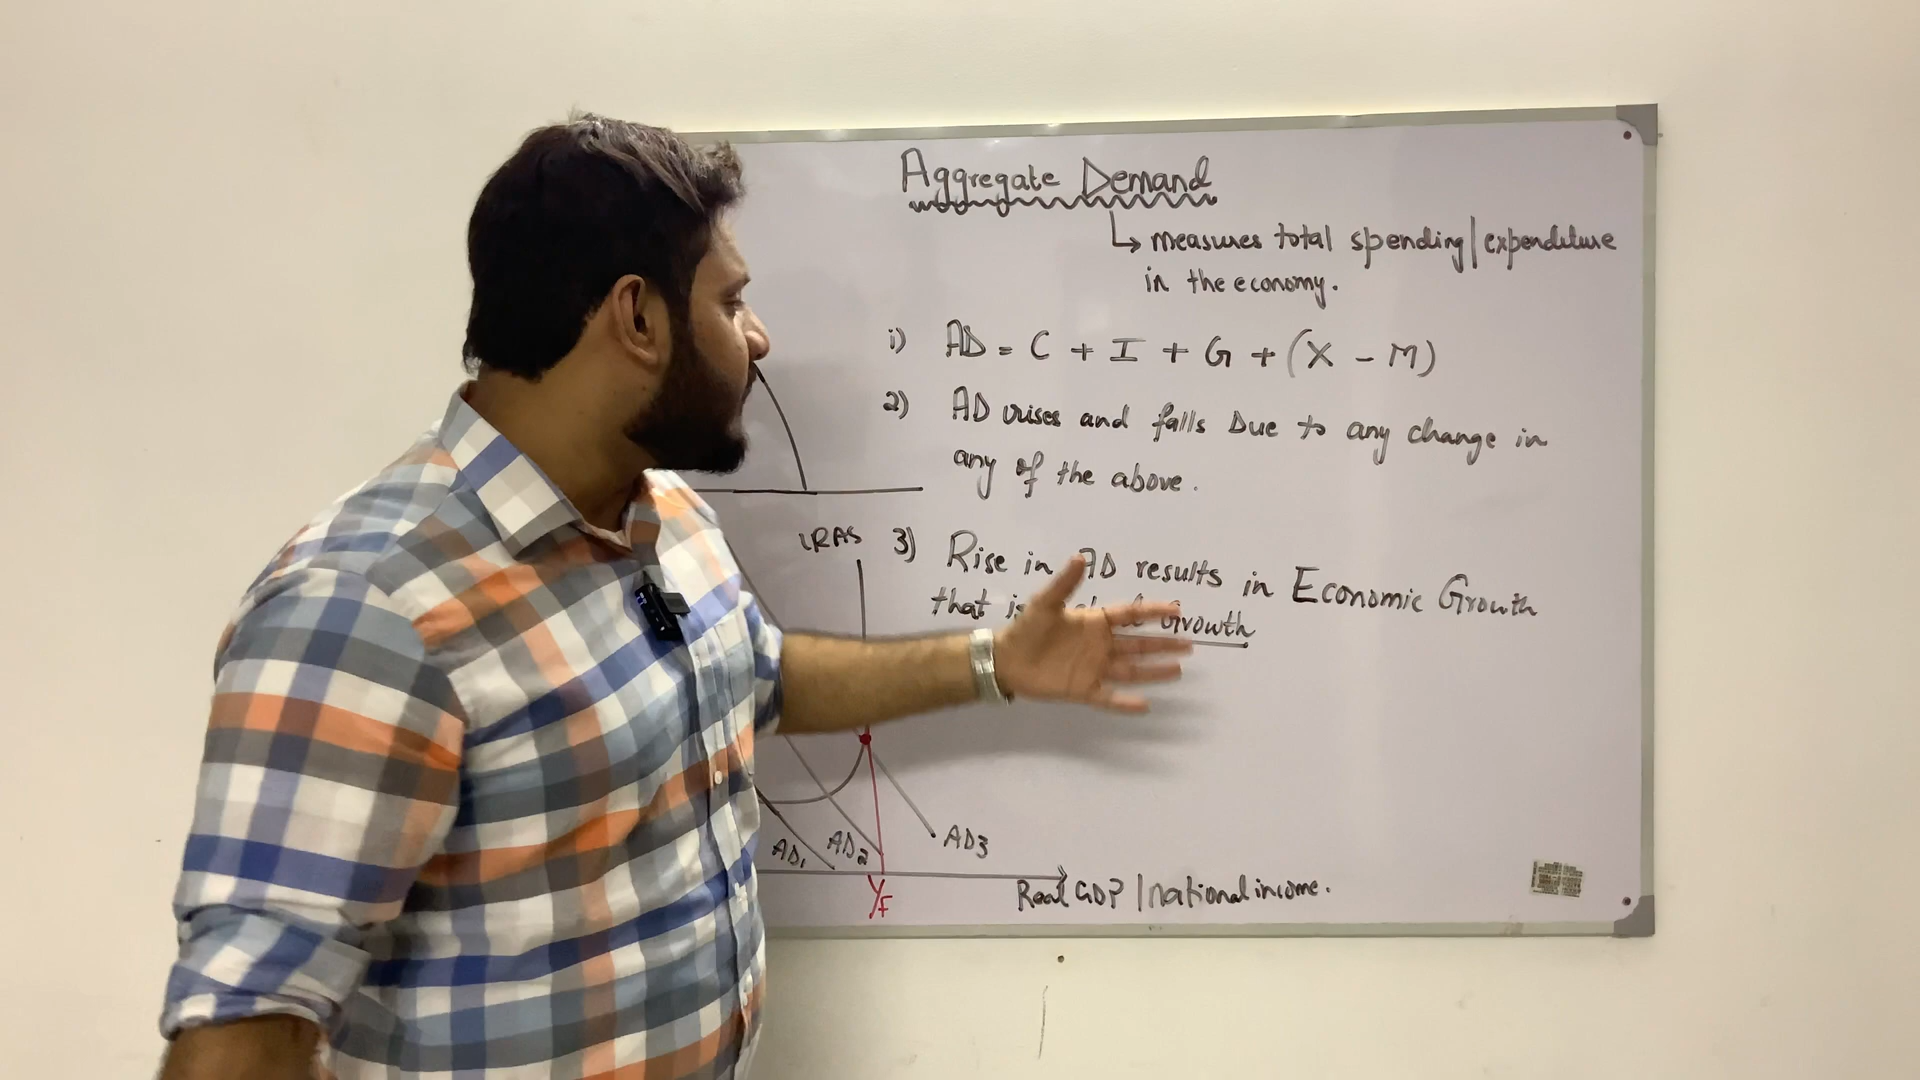 Aggregate Demand
↳ measures total spending/expenditure
in the economy.
i) AD = C + I + G + (X - M)
2) AD rises and falls Due to any change in
any of the above.
3) Rise in AD results in Economic Growth
that is Growth
LRAS
AD1 AD2 AD3
YF
Real GDP / national income.